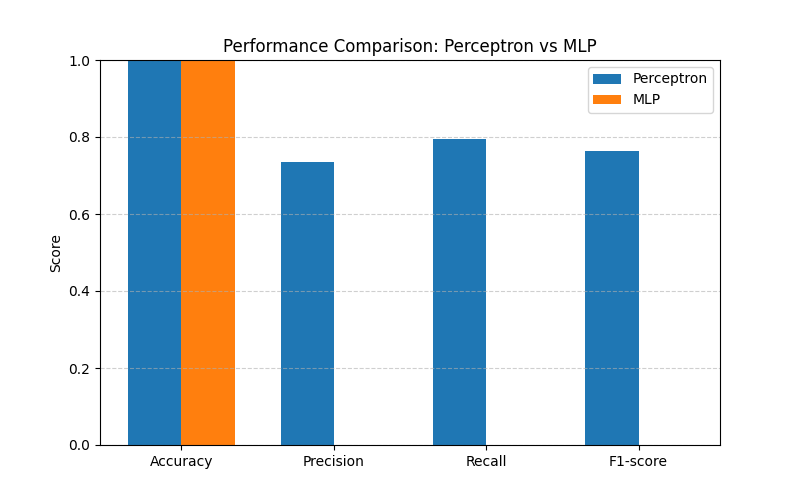 Performance Comparison: Perceptron vs MLP
Perceptron
MLP
1.0
0.8
0.6
0.4
0.2
0.0
Score
Accuracy
Precision
Recall
F1-score